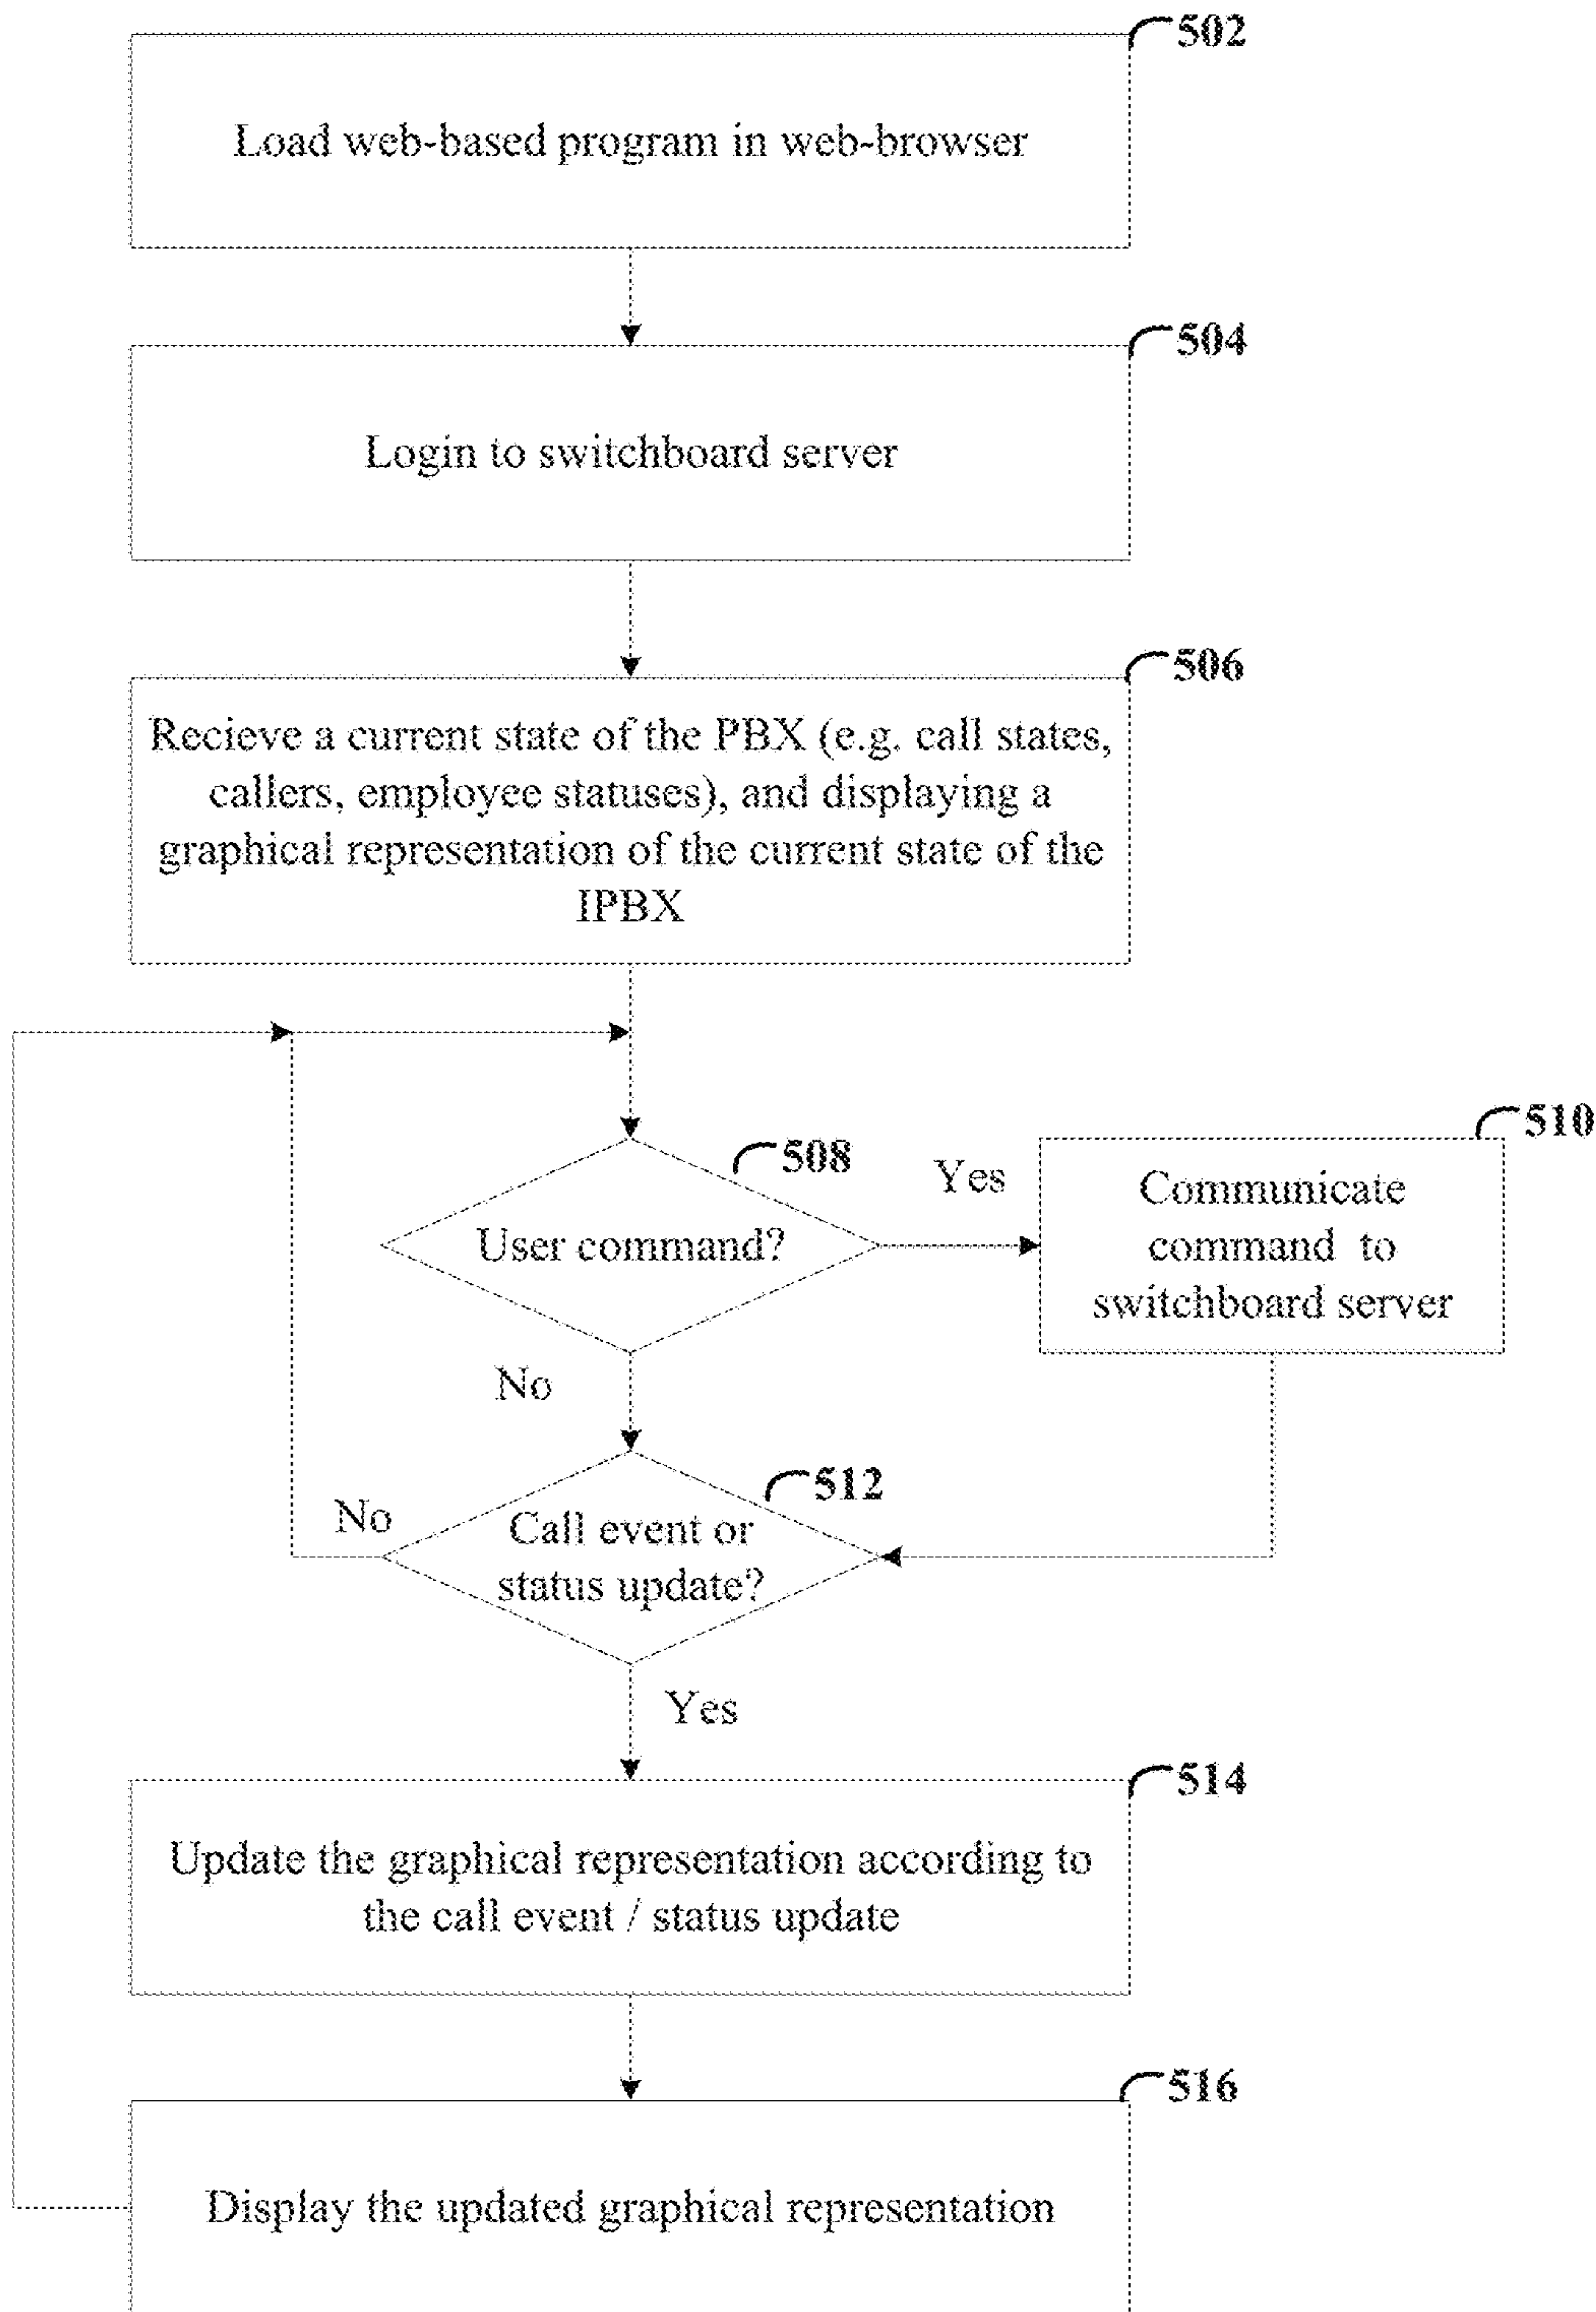 502
Load web-based program in web-browser
504
Login to switchboard server
506
Recieve a current state of the PBX (e.g. call states,
callers, employee statuses), and displaying a
graphical representation of the current state of the
IPBX
508
User command?
Yes
510
Communicate
command to
switchboard server
No
512
Call event or
status update?
No
Yes
514
Update the graphical representation according to
the call event / status update
516
Display the updated graphical representation